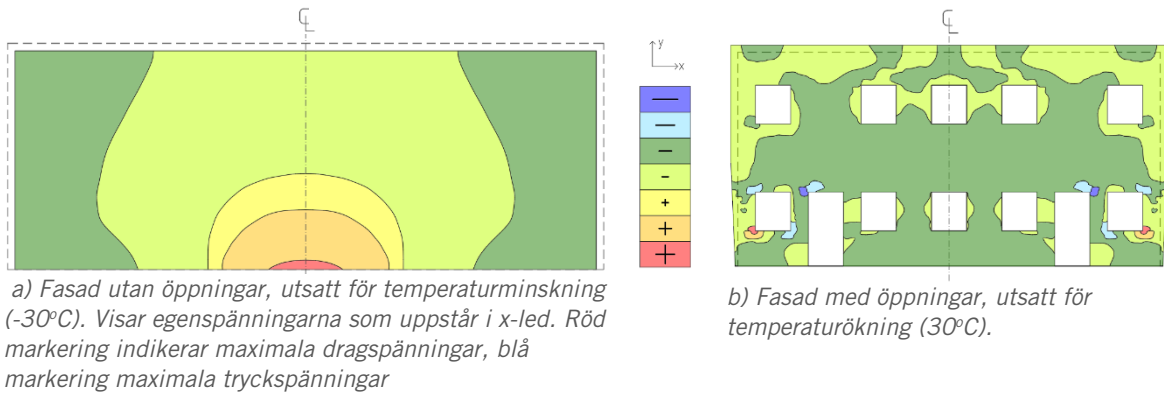 ℄
℄
y
x
a) Fasad utan öppningar, utsatt för temperaturminskning
(-30°C). Visar egenspänningarna som uppstår i x-led. Röd
markering indikerar maximala dragspänningar, blå
markering maximala tryckspänningar
—
—
-
-
+
+
+
b) Fasad med öppningar, utsatt för
temperaturökning (30°C).